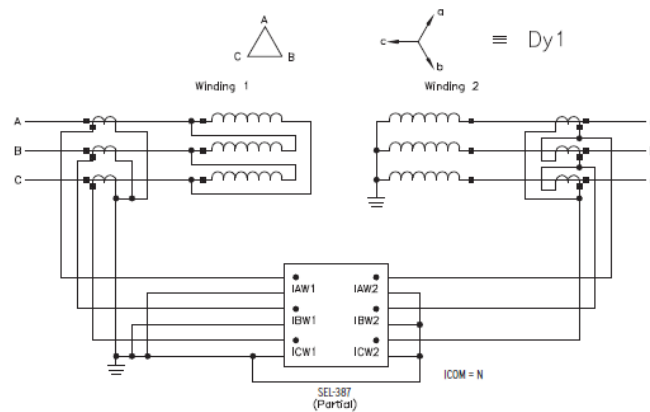 A
C B
a
c
b
≡ Dy1
Winding 1
Winding 2
A
B
C
IAW1 IAW2
IBW1 IBW2
ICW1 ICW2
ICOM = N
SEL-387
(Partial)